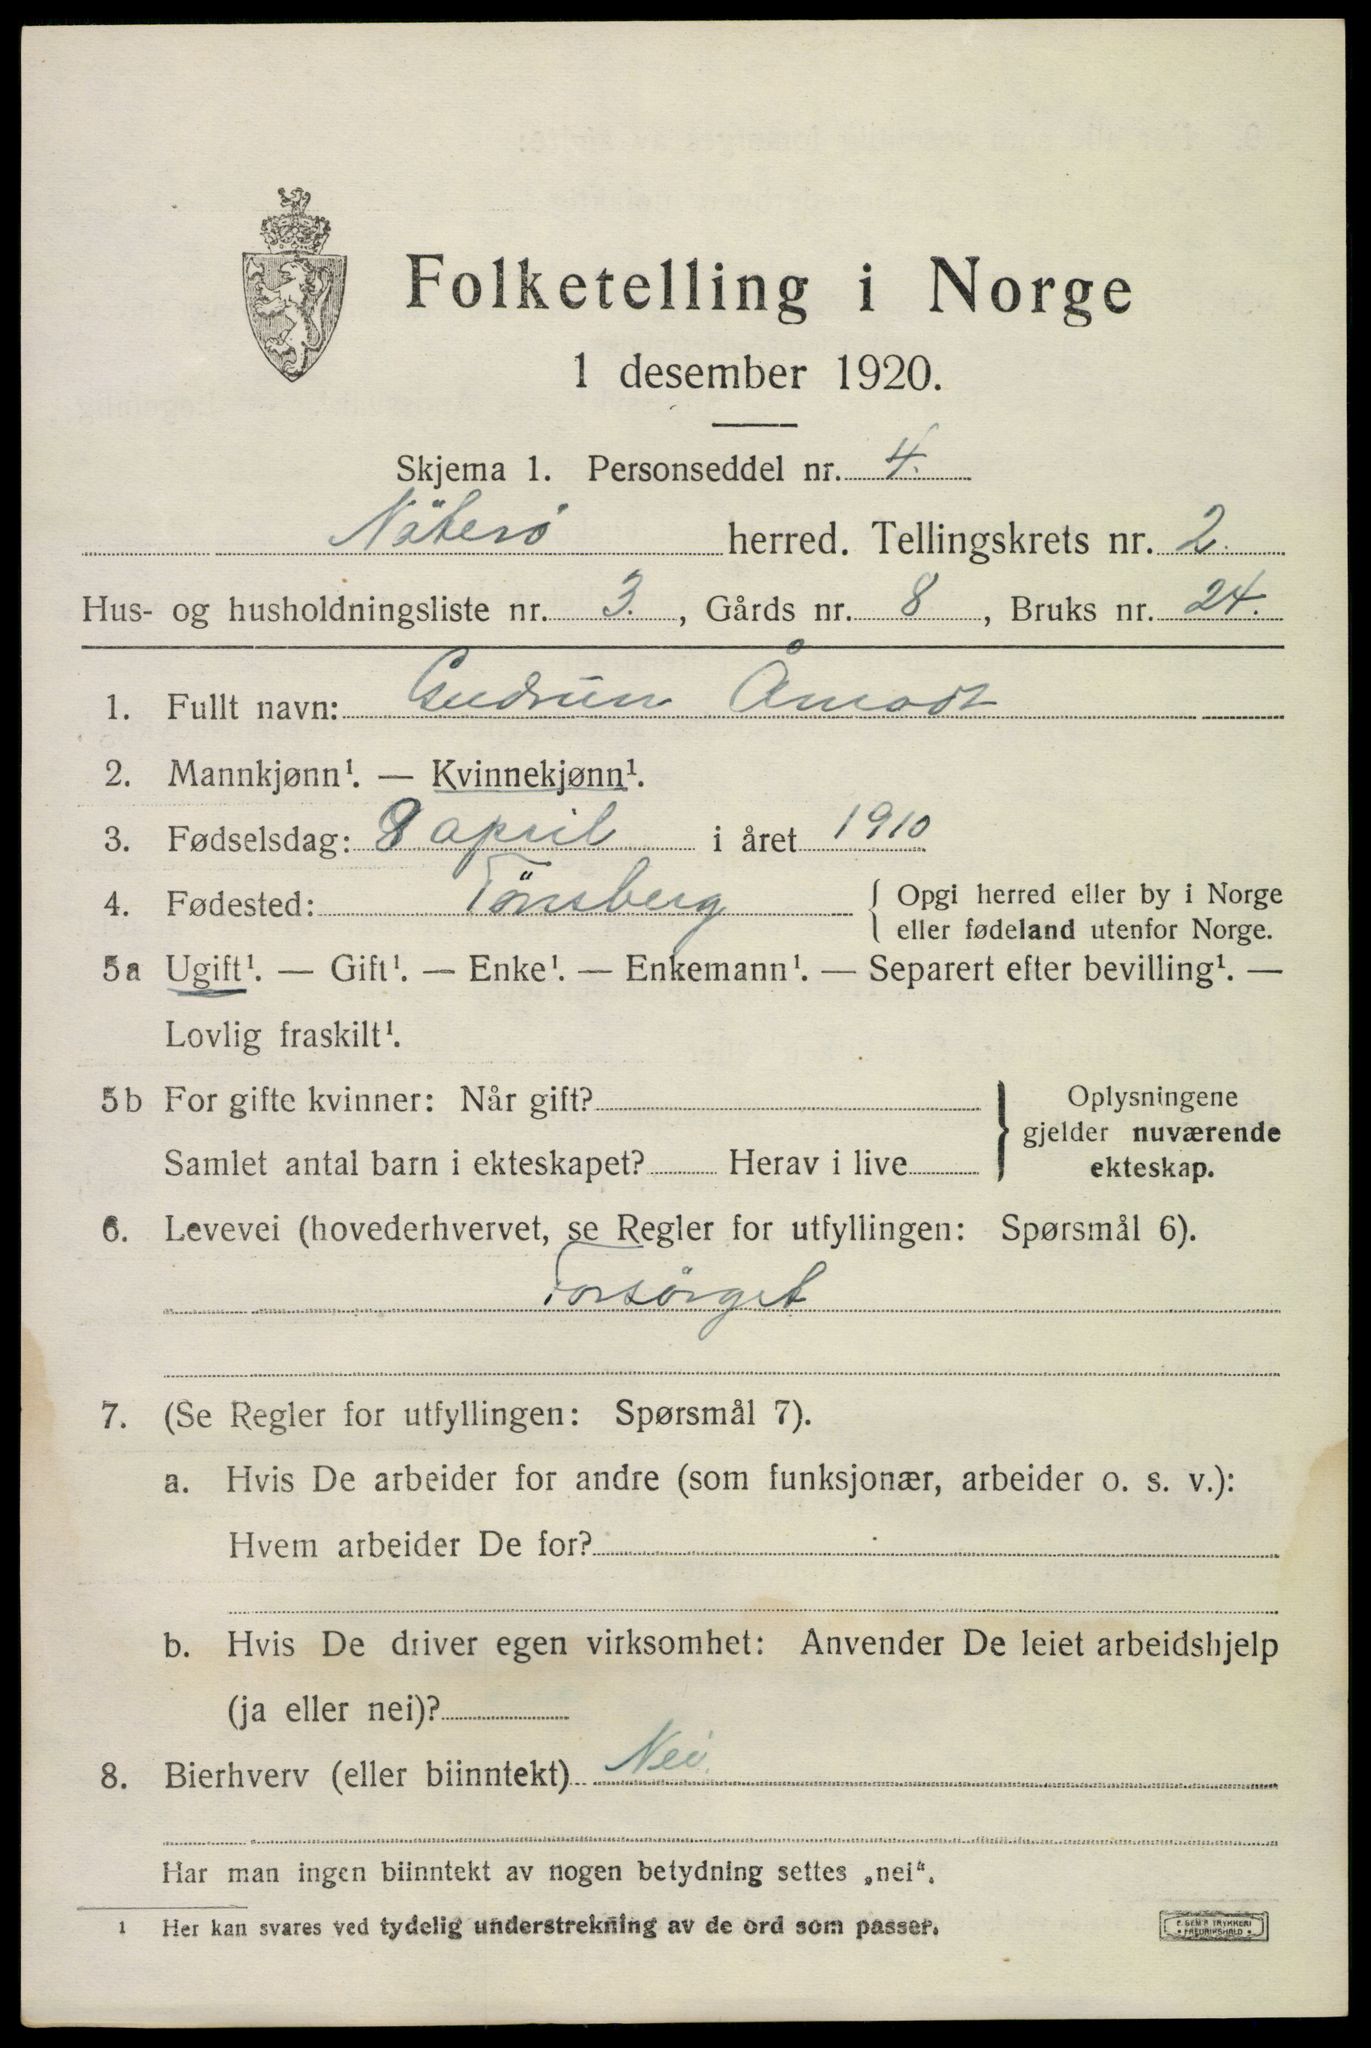 Folketelling i Norge
1 desember 1920.
Skjema 1. Personseddel nr. 4.
Nöterö herred. Tellingskrets nr. 2.
Hus- og husholdningsliste nr. 3., Gårds nr. 8, Bruks nr. 24.
1. Fullt navn: Gudrun Åmodt
2. Mannkjønn¹. — Kvinnekjønn¹.
3. Fødselsdag: 8 april i året 1910
4. Fødested: Tönsberg { Opgi herred eller by i Norge
eller fødeland utenfor Norge.
5a Ugift¹. — Gift¹. — Enke¹. — Enkemann¹. — Separert efter bevilling¹. —
Lovlig fraskilt¹.
5b For gifte kvinner: Når gift? } Oplysningene
gjelder nuværende
Samlet antal barn i ekteskapet? Herav i live ekteskap.
6. Levevei (hovederhvervet, se Regler for utfyllingen: Spørsmål 6).
Forsörget
7. (Se Regler for utfyllingen: Spørsmål 7).
a. Hvis De arbeider for andre (som funksjonær, arbeider o. s. v.):
Hvem arbeider De for?
b. Hvis De driver egen virksomhet: Anvender De leiet arbeidshjelp
(ja eller nei)?
8. Bierhverv (eller biinntekt) Nei.
Har man ingen biinntekt av nogen betydning settes „nei“.
1 Her kan svares ved tydelig understrekning av de ord som passer.
E. SEM'S TRYKKERI
• FREDRIKSHALD •